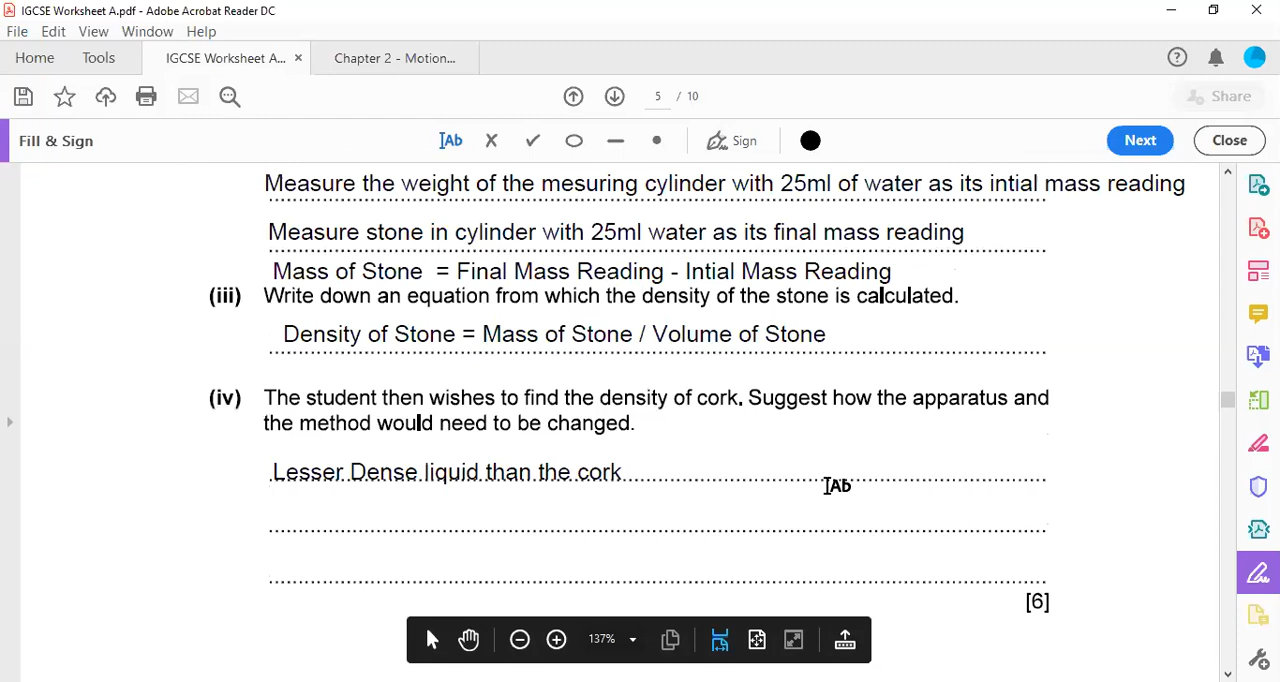 IGCSE Worksheet A.pdf - Adobe Acrobat Reader DC
File Edit View Window Help
Home Tools IGCSE Worksheet A... × Chapter 2 - Motion...
5 / 10 Share
Fill & Sign Ab Sign Next Close
Measure the weight of the mesuring cylinder with 25ml of water as its intial mass reading
Measure stone in cylinder with 25ml water as its final mass reading
Mass of Stone = Final Mass Reading - Intial Mass Reading
(iii) Write down an equation from which the density of the stone is calculated.
Density of Stone = Mass of Stone / Volume of Stone
(iv) The student then wishes to find the density of cork. Suggest how the apparatus and
the method would need to be changed.
Lesser Dense liquid than the cork
Ab
[6]
137%